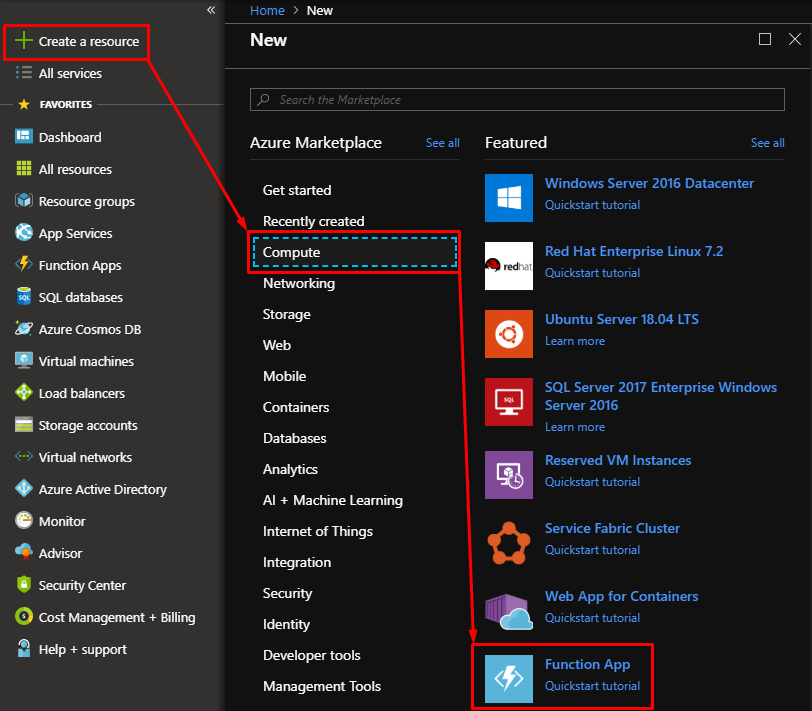 «
Create a resource
All services
FAVORITES
Dashboard
All resources
Resource groups
App Services
Function Apps
SQL
SQL databases
Azure Cosmos DB
Virtual machines
Load balancers
Storage accounts
Virtual networks
Azure Active Directory
Monitor
Advisor
Security Center
Cost Management + Billing
Help + support
Home > New
New
Search the Marketplace
Azure Marketplace
See all
Get started
Recently created
Compute
Networking
Storage
Web
Mobile
Containers
Databases
Analytics
AI + Machine Learning
Internet of Things
Integration
Security
Identity
Developer tools
Management Tools
Featured
See all
Windows Server 2016 Datacenter
Quickstart tutorial
redhat
Red Hat Enterprise Linux 7.2
Quickstart tutorial
Ubuntu Server 18.04 LTS
Learn more
SQL
SQL Server 2017 Enterprise Windows
Server 2016
Learn more
Reserved VM Instances
Quickstart tutorial
Service Fabric Cluster
Quickstart tutorial
Web App for Containers
Quickstart tutorial
Function App
Quickstart tutorial